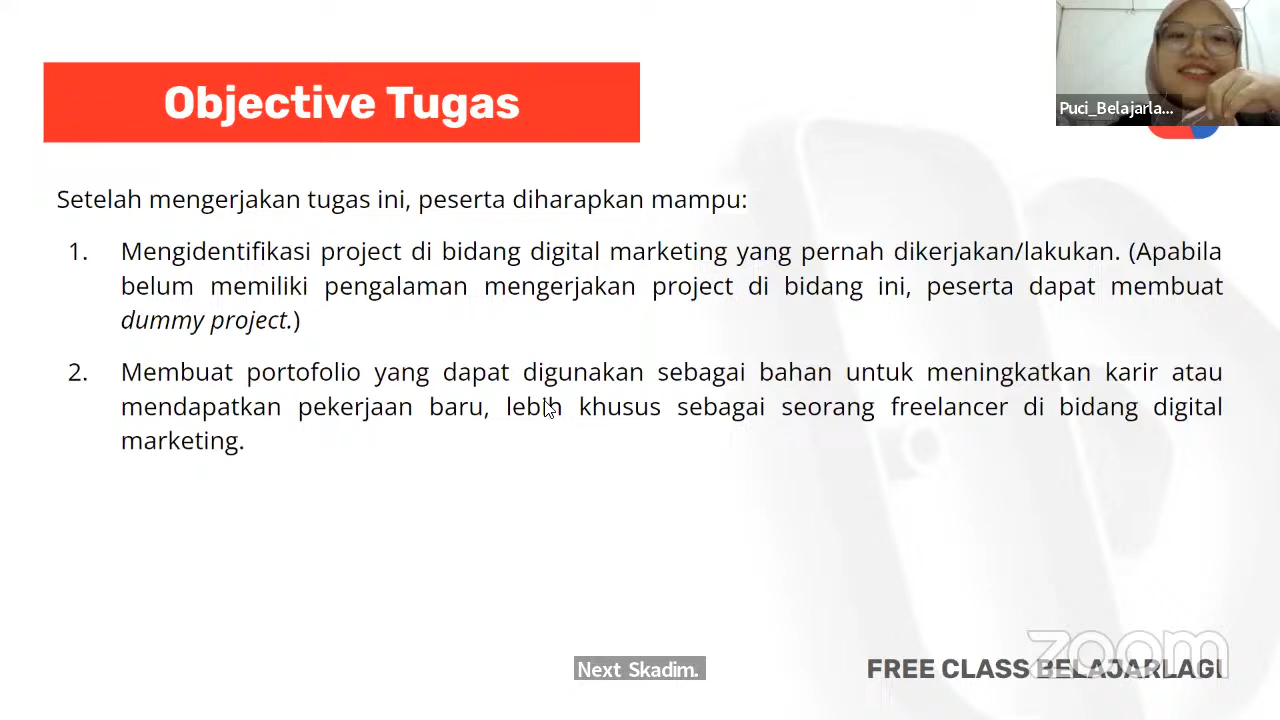 Objective Tugas
Puci_Belajarla...
Setelah mengerjakan tugas ini, peserta diharapkan mampu:
1. Mengidentifikasi project di bidang digital marketing yang pernah dikerjakan/lakukan. (Apabila
belum memiliki pengalaman mengerjakan project di bidang ini, peserta dapat membuat
dummy project.)
2. Membuat portofolio yang dapat digunakan sebagai bahan untuk meningkatkan karir atau
mendapatkan pekerjaan baru, lebih khusus sebagai seorang freelancer di bidang digital
marketing.
zoom
Next Skadim.
FREE CLASS BELAJARLAGI